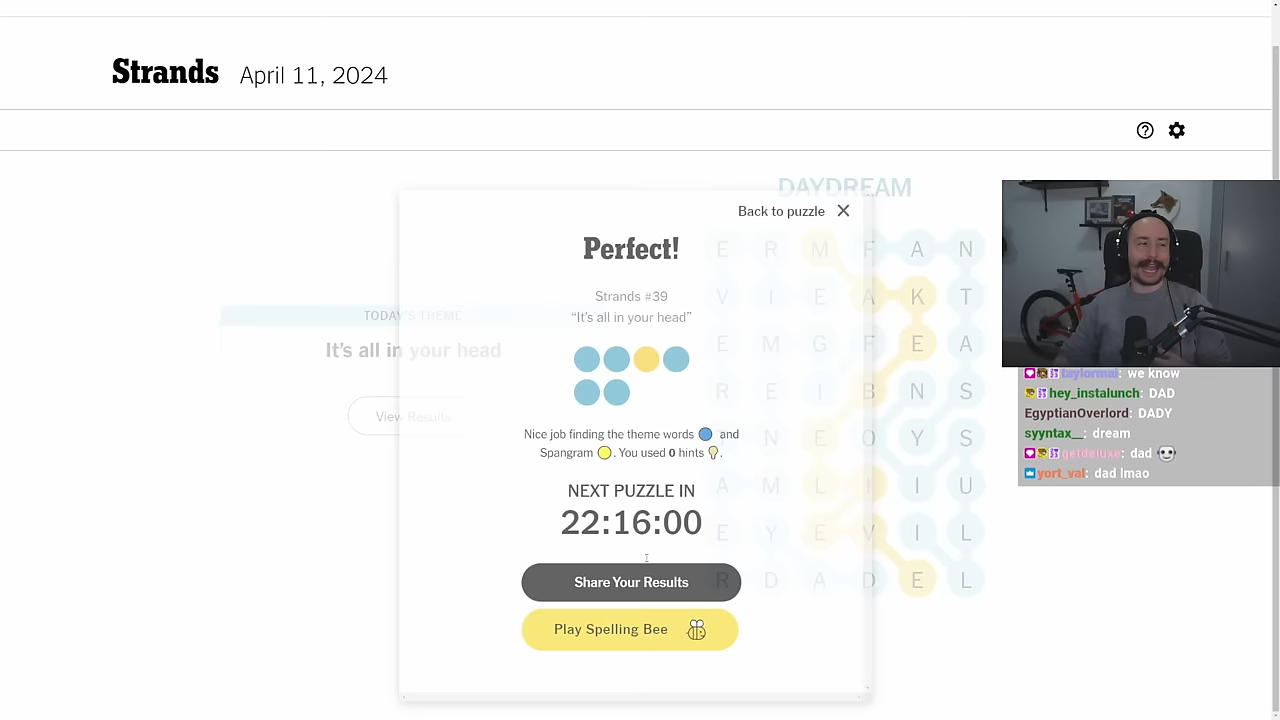 Strands April 11, 2024
DAYDREAM
Back to puzzle
Perfect!
Strands #39
“It’s all in your head”
TODAY'S THEME
It’s all in your head
View Results
Nice job finding the theme words and
Spangram . You used 0 hints .
NEXT PUZZLE IN
22:16:00
Share Your Results
Play Spelling Bee
E R M F A N
V I E A K T
E M G F E A
R E I B N S
T N E O Y S
A M L I I U
E Y E V I L
R D A D E L
taylormai: we know
hey_instalunch: DAD
EgyptianOverlord: DADY
syyntax__: dream
getdeluxe: dad
yort_val: dad lmao